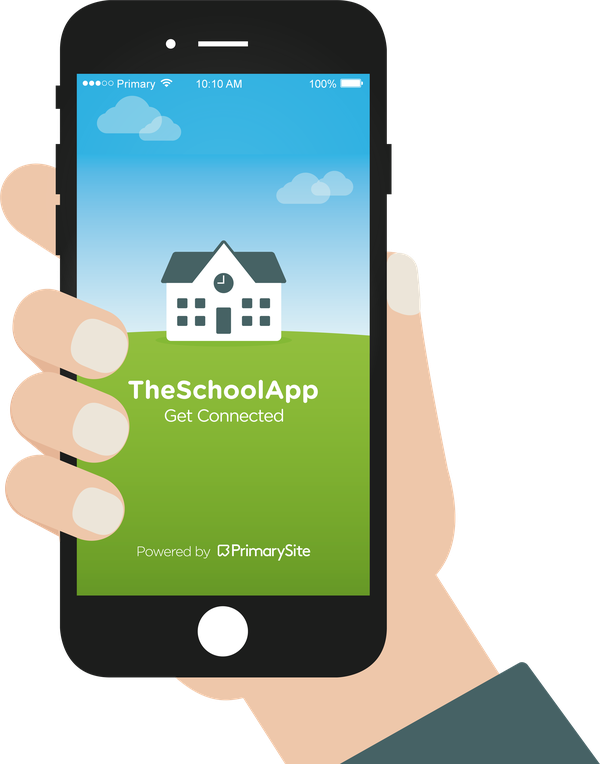 Primary 10:10 AM 100%
TheSchoolApp
Get Connected
Powered by PrimarySite